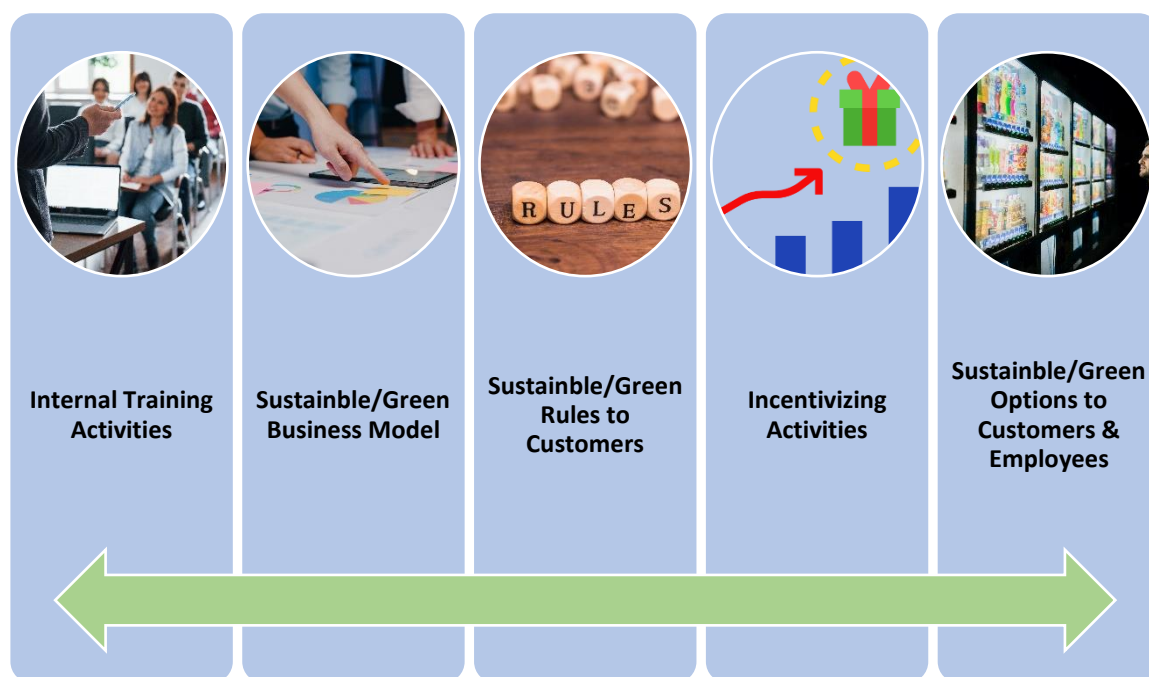 RULES
Internal Training
Activities
Sustainble/Green
Business Model
Sustainble/Green
Rules to
Customers
Incentivizing
Activities
Sustainble/Green
Options to
Customers &
Employees